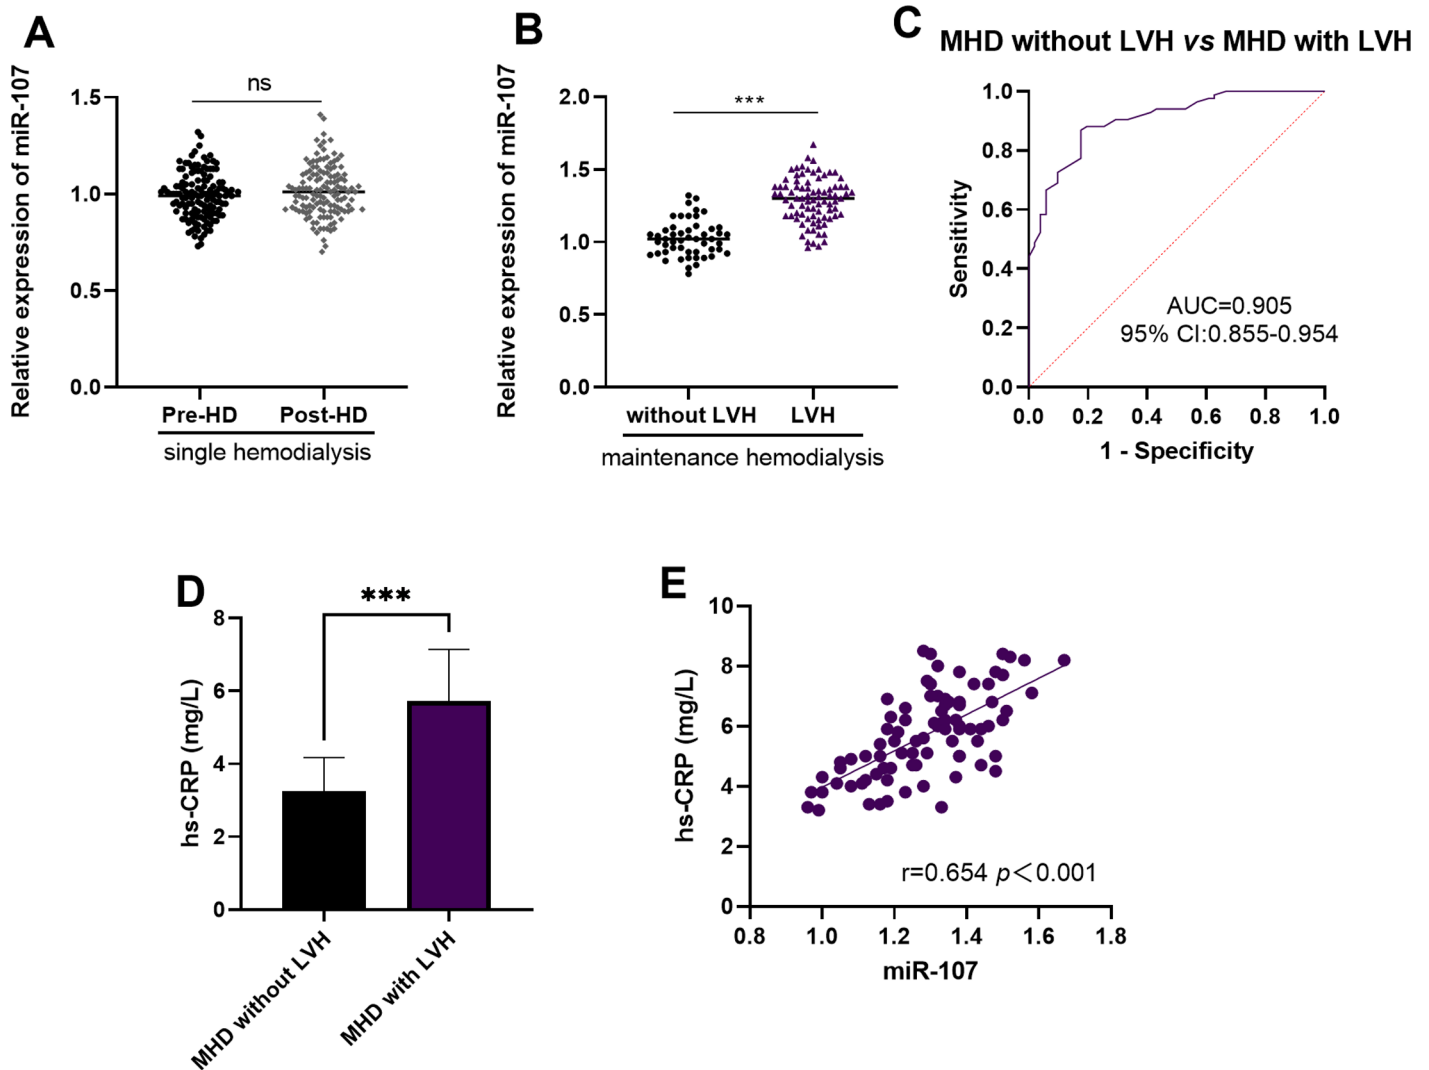 A
Relative expression of miR-107
1.5
1.0
0.5
0.0
ns
Pre-HD Post-HD
single hemodialysis
B
Relative expression of miR-107
2.0
1.5
1.0
0.5
0.0
***
without LVH LVH
maintenance hemodialysis
C
MHD without LVH vs MHD with LVH
Sensitivity
1.0
0.8
0.6
0.4
0.2
0.0
AUC=0.905
95% CI:0.855-0.954
0.0 0.2 0.4 0.6 0.8 1.0
1 - Specificity
D
hs-CRP (mg/L)
8
6
4
2
0
***
MHD without LVH
MHD with LVH
E
hs-CRP (mg/L)
10
8
6
4
2
0
r=0.654 p<0.001
0.8 1.0 1.2 1.4 1.6 1.8
miR-107